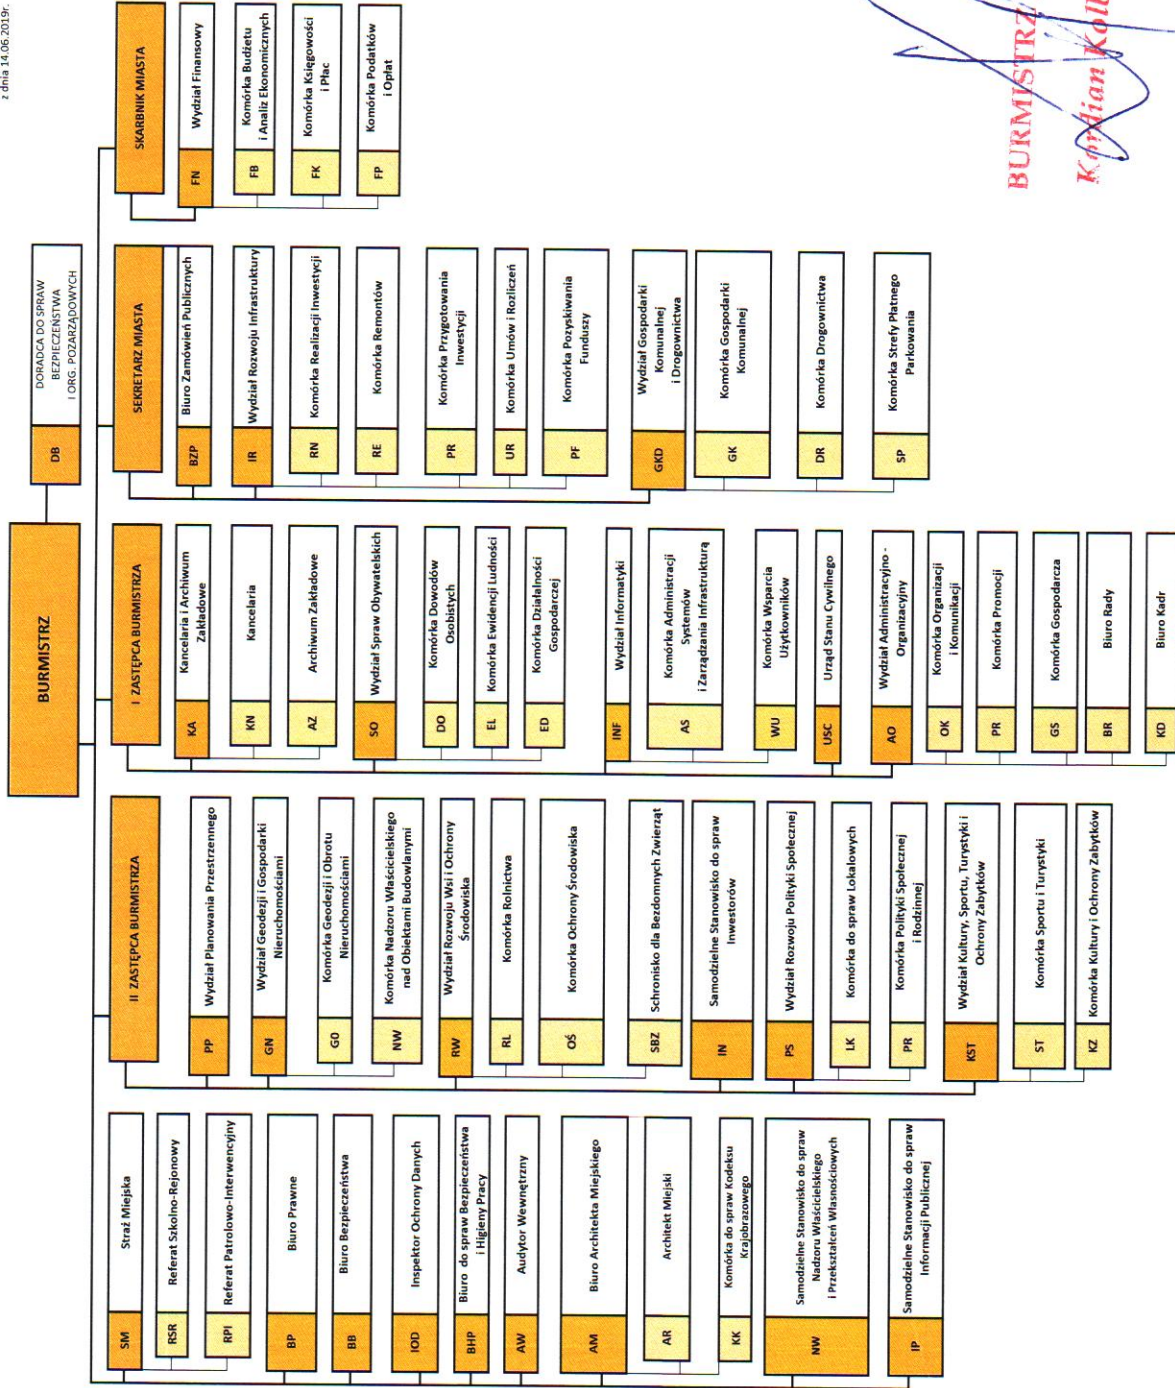 z dnia 14.06.2019r.
BURMISTRZ
DB
DORADCA DO SPRAW
BEZPIECZEŃSTWA
I ORG. POZARZĄDOWYCH
SM
Straż Miejska
RSR
Referat Szkolno-Rejonowy
RPI
Referat Patrolowo-Interwencyjny
BP
Biuro Prawne
BB
Biuro Bezpieczeństwa
IOD
Inspektor Ochrony Danych
BHP
Biuro do spraw Bezpieczeństwa
i Higieny Pracy
AW
Audytor Wewnętrzny
AM
Biuro Architekta Miejskiego
AR
Architekt Miejski
KK
Komórka do spraw Kodeksu
Krajobrazowego
NW
Samodzielne Stanowisko do spraw
Nadzoru Właścicielskiego
i Przekształceń Własnościowych
IP
Samodzielne Stanowisko do spraw
Informacji Publicznej
II ZASTĘPCA BURMISTRZA
PP
Wydział Planowania Przestrzennego
GN
Wydział Geodezji i Gospodarki
Nieruchomościami
GO
Komórka Geodezji i Obrotu
Nieruchomościami
NW
Komórka Nadzoru Właścicielskiego
nad Obiektami Budowlanymi
RW
Wydział Rozwoju Wsi i Ochrony
Środowiska
RL
Komórka Rolnictwa
OŚ
Komórka Ochrony Środowiska
SBZ
Schronisko dla Bezdomnych Zwierząt
IN
Samodzielne Stanowisko do spraw
Inwestorów
PS
Wydział Rozwoju Polityki Społecznej
LK
Komórka do spraw Lokalowych
PR
Komórka Polityki Społecznej
i Rodzinnej
KST
Wydział Kultury, Sportu, Turystyki i
Ochrony Zabytków
ST
Komórka Sportu i Turystyki
KZ
Komórka Kultury i Ochrony Zabytków
I ZASTĘPCA BURMISTRZA
KA
Kancelaria i Archiwum
Zakładowe
KN
Kancelaria
AZ
Archiwum Zakładowe
SO
Wydział Spraw Obywatelskich
DO
Komórka Dowodów
Osobistych
EL
Komórka Ewidencji Ludności
ED
Komórka Działalności
Gospodarczej
INF
Wydział Informatyki
AS
Komórka Administracji
Systemów
i Zarządzania Infrastrukturą
WU
Komórka Wsparcia
Użytkowników
USC
Urząd Stanu Cywilnego
AO
Wydział Administracyjno -
Organizacyjny
OK
Komórka Organizacji
i Komunikacji
PR
Komórka Promocji
GS
Komórka Gospodarcza
BR
Biuro Rady
KD
Biuro Kadr
SEKRETARZ MIASTA
BZP
Biuro Zamówień Publicznych
IR
Wydział Rozwoju Infrastruktury
RN
Komórka Realizacji Inwestycji
RE
Komórka Remontów
PR
Komórka Przygotowania
Inwestycji
UR
Komórka Umów i Rozliczeń
PF
Komórka Pozyskiwania
Funduszy
GKD
Wydział Gospodarki
Komunalnej
i Drogownictwa
GK
Komórka Gospodarki
Komunalnej
DR
Komórka Drogownictwa
SP
Komórka Strefy Płatnego
Parkowania
SKARBNIK MIASTA
FN
Wydział Finansowy
FB
Komórka Budżetu
i Analiz Ekonomicznych
FK
Komórka Księgowości
i Płac
FP
Komórka Podatków
i Opłat
BURMISTRZ
Kordian